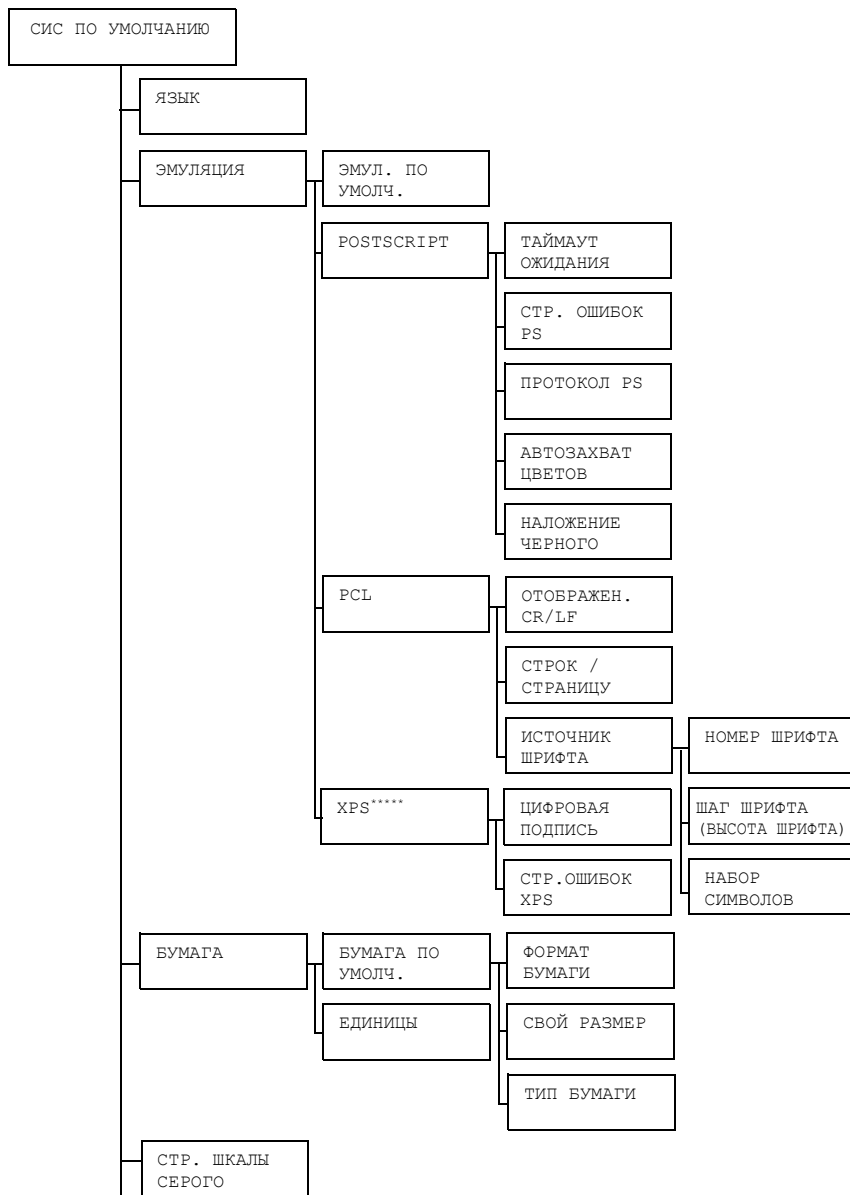 СИС ПО УМОЛЧАНИЮ
ЯЗЫК
ЭМУЛЯЦИЯ
ЭМУЛ. ПО
УМОЛЧ.
POSTSCRIPT
ТАЙМАУТ
ОЖИДАНИЯ
СТР. ОШИБОК
PS
ПРОТОКОЛ PS
АВТОЗАХВАТ
ЦВЕТОВ
НАЛОЖЕНИЕ
ЧЕРНОГО
PCL
ОТОБРАЖЕН.
CR/LF
СТРОК /
СТРАНИЦУ
ИСТОЧНИК
ШРИФТА
НОМЕР ШРИФТА
ШАГ ШРИФТА
(ВЫСОТА ШРИФТА)
НАБОР
СИМВОЛОВ
XPS*****
ЦИФРОВАЯ
ПОДПИСЬ
СТР.ОШИБОК
XPS
БУМАГА
БУМАГА ПО
УМОЛЧ.
ФОРМАТ
БУМАГИ
СВОЙ РАЗМЕР
ТИП БУМАГИ
ЕДИНИЦЫ
СТР. ШКАЛЫ
СЕРОГО